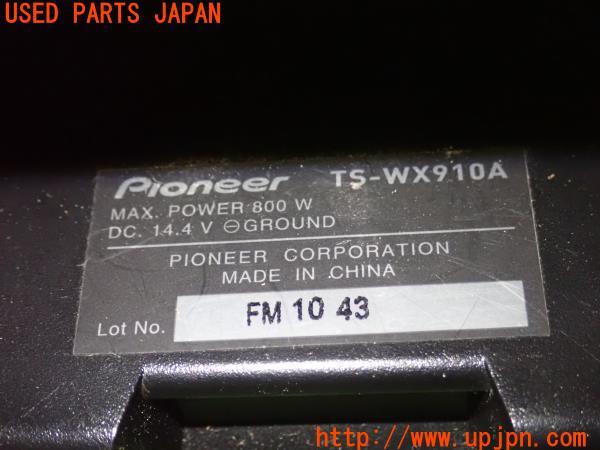 USED PARTS JAPAN
Pioneer TS-WX910A
MAX. POWER 800 W
DC. 14.4 V ⊖GROUND
PIONEER CORPORATION
MADE IN CHINA
Lot No. FM 10 43
http://www.upjpn.com